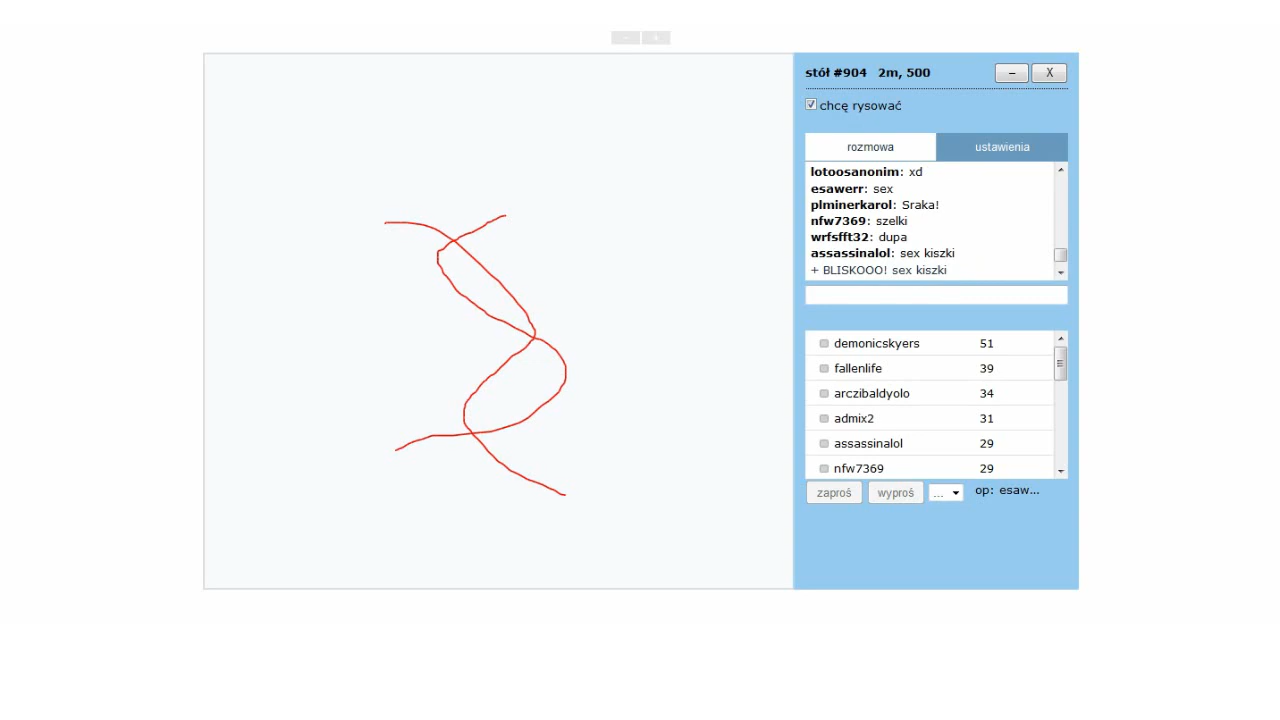 stół #904 2m, 500
– X
chcę rysować
rozmowa ustawienia
lotoosanonim: xd
esawerr: sex
plminerkarol: Sraka!
nfw7369: szelki
wrfsfft32: dupa
assassinalol: sex kiszki
+ BLISKOOO! sex kiszki
demonicskyers 51
fallenlife 39
arczibaldyolo 34
admix2 31
assassinalol 29
nfw7369 29
zaproś wyproś ... op: esaw...